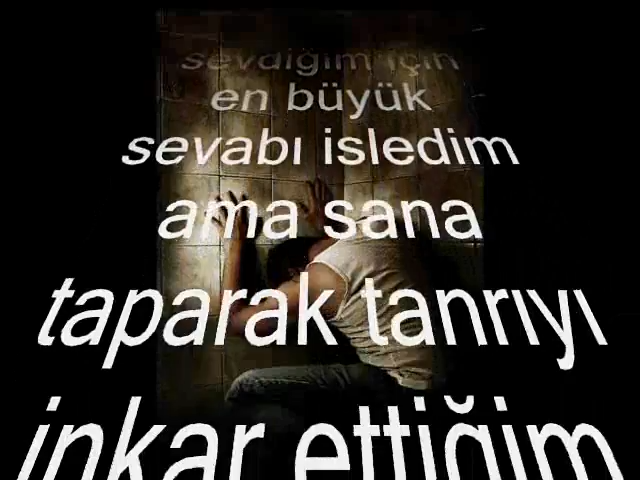 sevdiğim için
en büyük
sevabı isledim
ama sana
taparak tanrıyı
inkar ettiğim